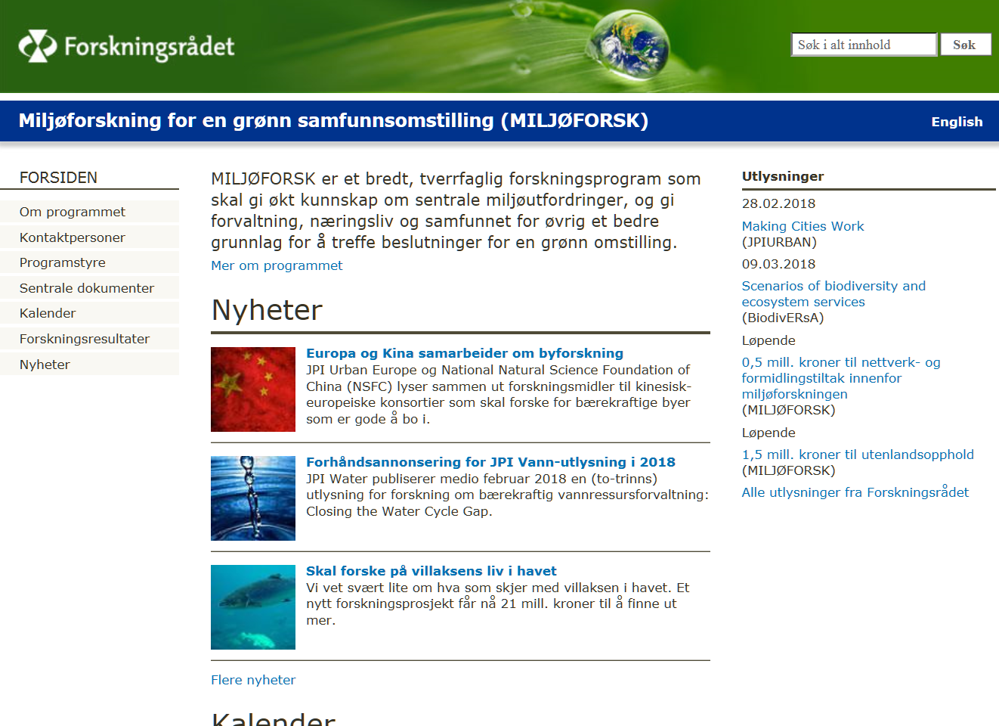 Forskningsrådet
Søk i alt innhold
Søk
Miljøforskning for en grønn samfunnsomstilling (MILJØFORSK)
English
FORSIDEN
Om programmet
Kontaktpersoner
Programstyre
Sentrale dokumenter
Kalender
Forskningsresultater
Nyheter
MILJØFORSK er et bredt, tverrfaglig forskningsprogram som
skal gi økt kunnskap om sentrale miljøutfordringer, og gi
forvaltning, næringsliv og samfunnet for øvrig et bedre
grunnlag for å treffe beslutninger for en grønn omstilling.
Mer om programmet
Nyheter
Europa og Kina samarbeider om byforskning
JPI Urban Europe og National Natural Science Foundation of
China (NSFC) lyser sammen ut forskningsmidler til kinesisk-
europeiske konsortier som skal forske for bærekraftige byer
som er gode å bo i.
Forhåndsannonsering for JPI Vann-utlysning i 2018
JPI Water publiserer medio februar 2018 en (to-trinns)
utlysning for forskning om bærekraftig vannressursforvaltning:
Closing the Water Cycle Gap.
Skal forske på villaksens liv i havet
Vi vet svært lite om hva som skjer med villaksen i havet. Et
nytt forskningsprosjekt får nå 21 mill. kroner til å finne ut
mer.
Flere nyheter
Kalender
Utlysninger
28.02.2018
Making Cities Work
(JPIURBAN)
09.03.2018
Scenarios of biodiversity and
ecosystem services
(BiodivERsA)
Løpende
0,5 mill. kroner til nettverk- og
formidlingstiltak innenfor
miljøforskningen
(MILJØFORSK)
Løpende
1,5 mill. kroner til utenlandsopphold
(MILJØFORSK)
Alle utlysninger fra Forskningsrådet